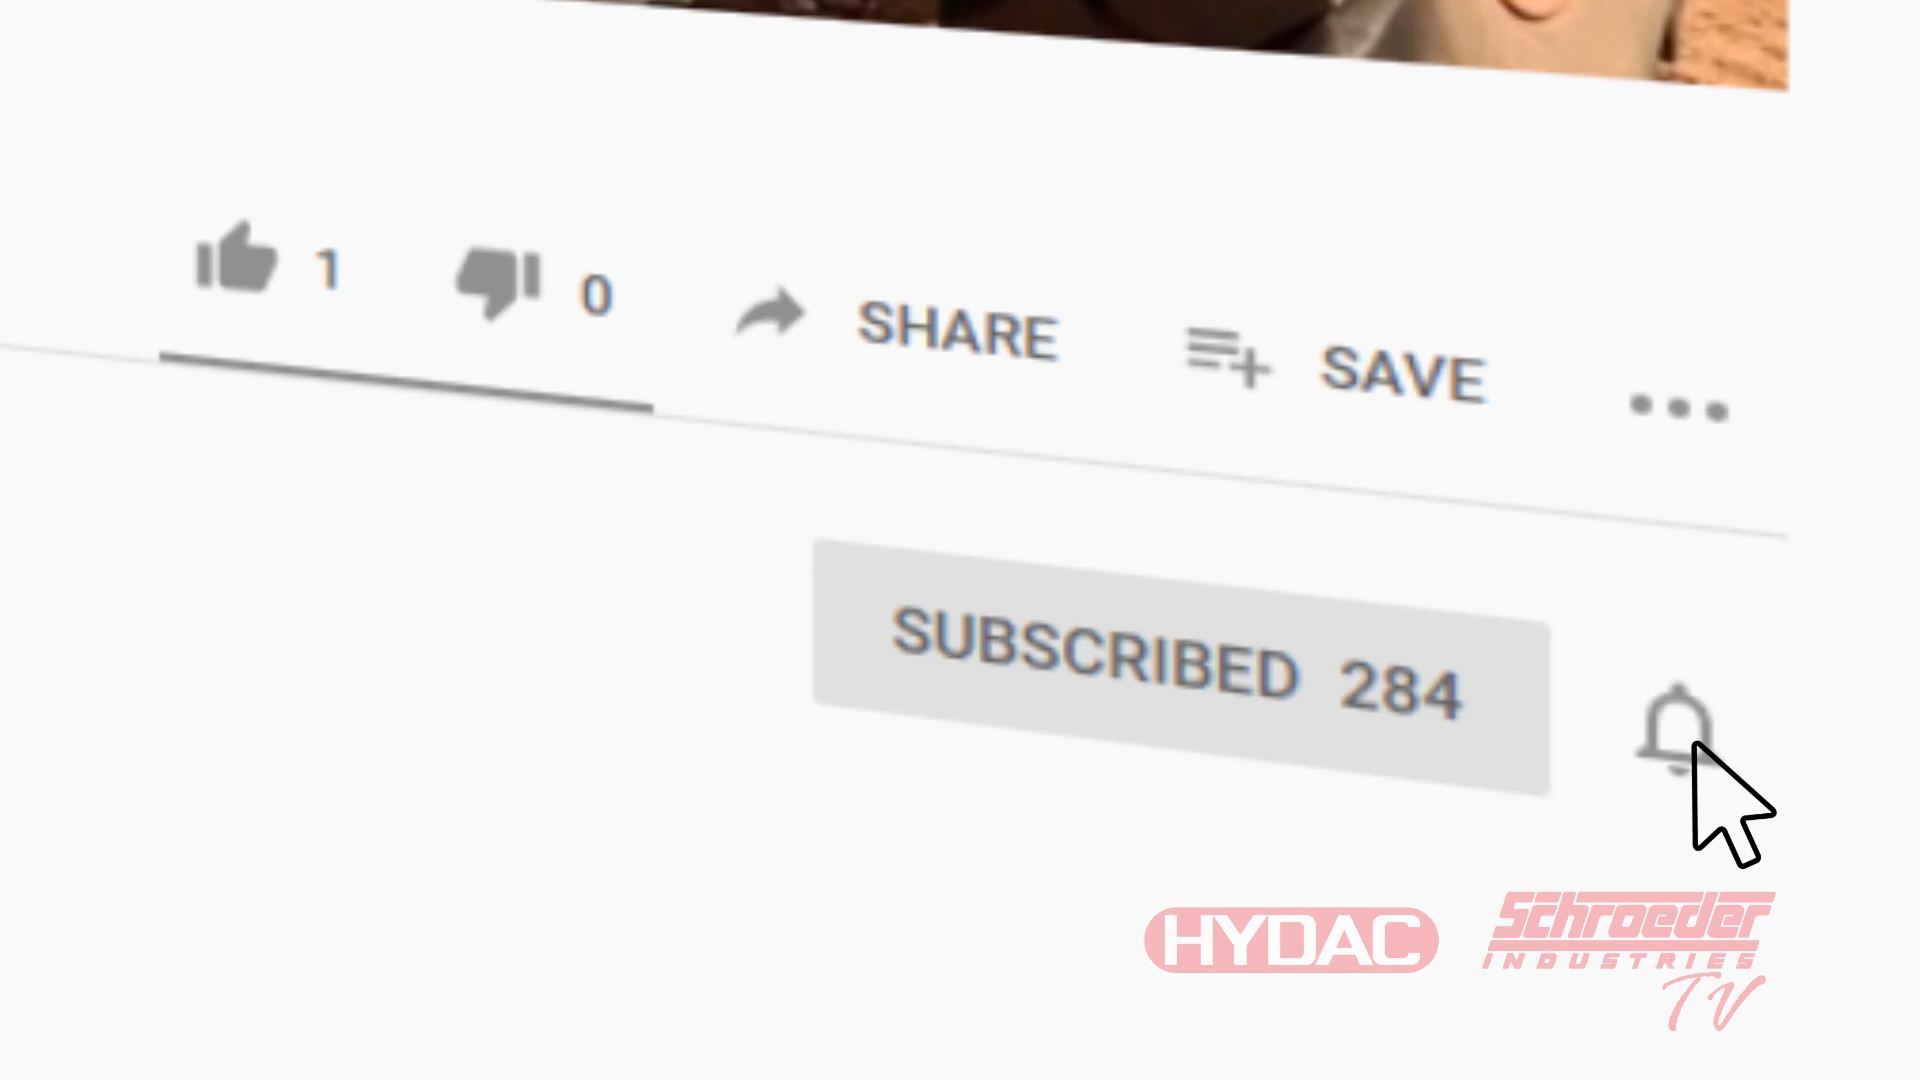 1 0 SHARE SAVE
SUBSCRIBED 284
HYDAC
Schroeder
INDUSTRIES
TV